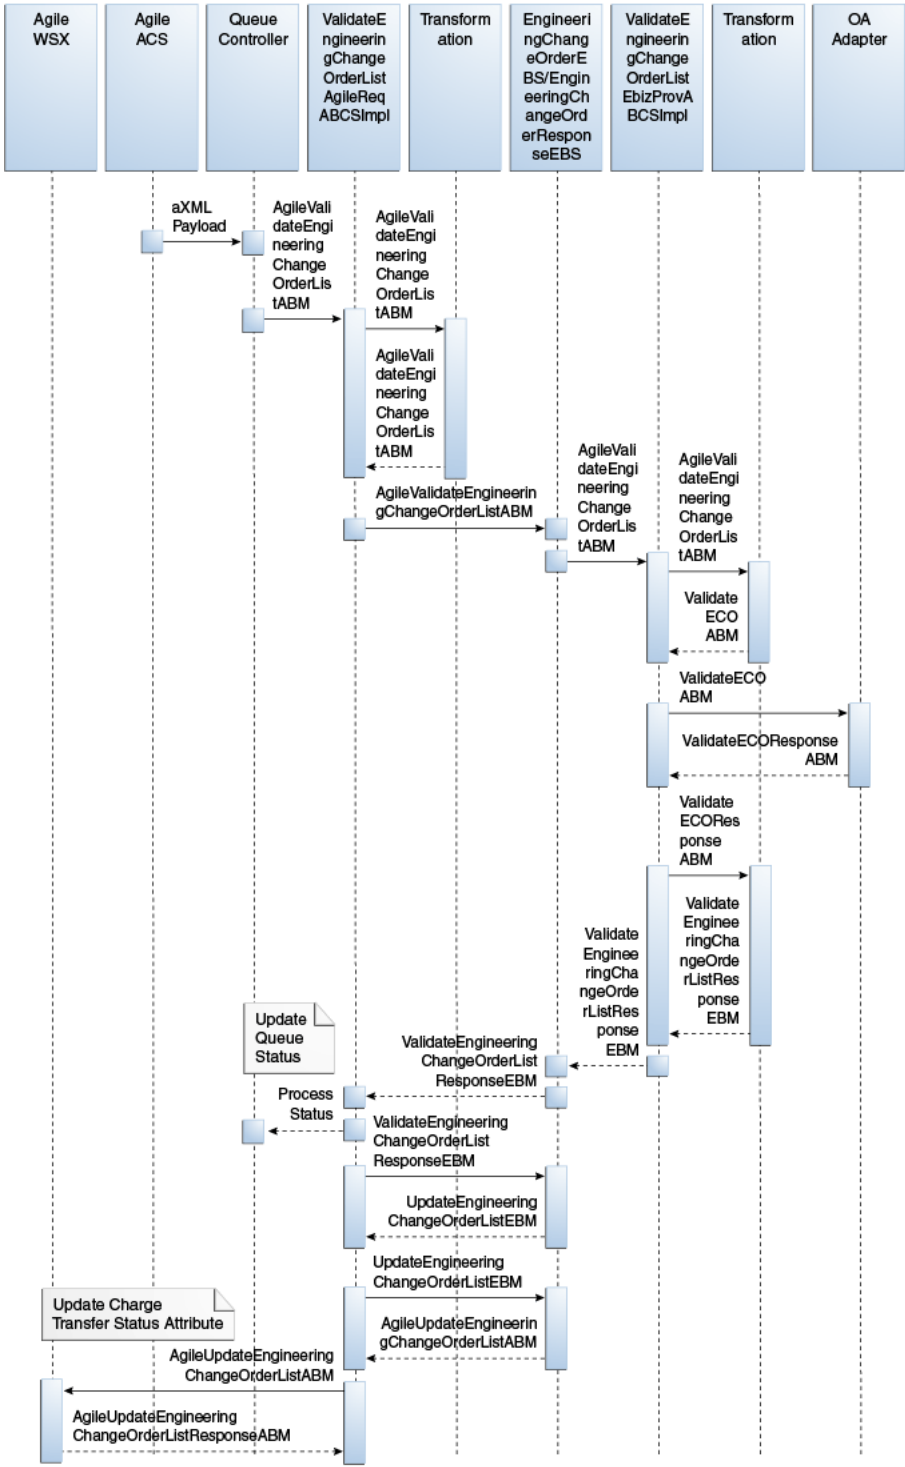 Agile
WSX
Agile
ACS
Queue
Controller
ValidateE
ngineerin
gChange
OrderList
AgileReq
ABCSImpl
Transform
ation
Engineeri
ngChang
eOrderE
BS/Engin
eeringCh
angeOrd
erRespon
seEBS
ValidateE
ngineerin
gChange
OrderList
EbizProvA
BCSImpl
Transform
ation
OA
Adapter
aXML
Payload
AgileVali
dateEngi
neering
Change
OrderLis
tABM
AgileVali
dateEngi
neering
Change
OrderLis
tABM
AgileVali
dateEngi
neering
Change
OrderLis
tABM
AgileValidateEngineerin
gChangeOrderListABM
AgileVali
dateEngi
neering
Change
OrderLis
tABM
AgileVali
dateEngi
neering
Change
OrderLis
tABM
Validate
ECO
ABM
ValidateECO
ABM
ValidateECOResponse
ABM
Validate
ECORes
ponse
ABM
Validate
Enginee
ringCha
ngeOrde
rListRes
ponse
EBM
Validate
Enginee
ringCha
ngeOrde
rListRes
ponse
EBM
Update
Queue
Status
ValidateEngineering
ChangeOrderList
ResponseEBM
Process
Status
ValidateEngineering
ChangeOrderList
ResponseEBM
UpdateEngineering
ChangeOrderListEBM
UpdateEngineering
ChangeOrderListEBM
Update Charge
Transfer Status Attribute
AgileUpdateEngineerin
gChangeOrderListABM
AgileUpdateEngineering
ChangeOrderListABM
AgileUpdateEngineering
ChangeOrderListResponseABM